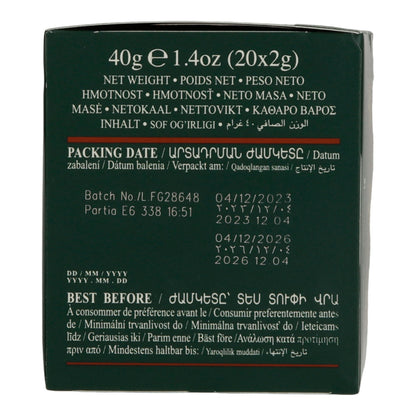 40g ℮ 1.4oz (20x2g)
NET WEIGHT • POIDS NET • PESO NETO
HMOTNOST • HMOTNOSŤ • NETO MASA • NETO
MASĖ • NETOKAAL • NETTOVIKT • ΚΑΘΑΡΟ ΒΑΡΟΣ
INHALT • SOF OG'IRLIGI • الوزن الصافي ٤٠ غرام
PACKING DATE / ԱՐՏԱԴՐՄԱՆ ԺԱՄԿԵՏԸ / Datum
zabalení / Dátum balenia / Verpackt am: / Qadoqlangan sanasi / تاريخ الإنتاج
Batch No./L.FG28648 04/12/2023
Partia E6 338 16:51 ٢٠٢٣/١٢/٠٤
2023 12 04
04/12/2026
٢٠٢٦/١٢/٠٤
2026 12 04
DD / MM / YYYY
YYYY . MM . DD
BEST BEFORE / ԺԱՄԿԵՏԸ՝ ՏԵՍ ՏՈՒՓԻ ՎՐԱ
A consommer de préférence avant le / Consumir preferentemente antes
de / Minimální trvanlivost do / Minimálna trvanlivosť do / Ieteicams
līdz / Geriausias iki / Parim enne / Bäst före / Ανάλωση κατά προτίμηση
πριν από / Mindestens haltbar bis: / Yaroqlilik muddati / تاريخ الإنتهاء